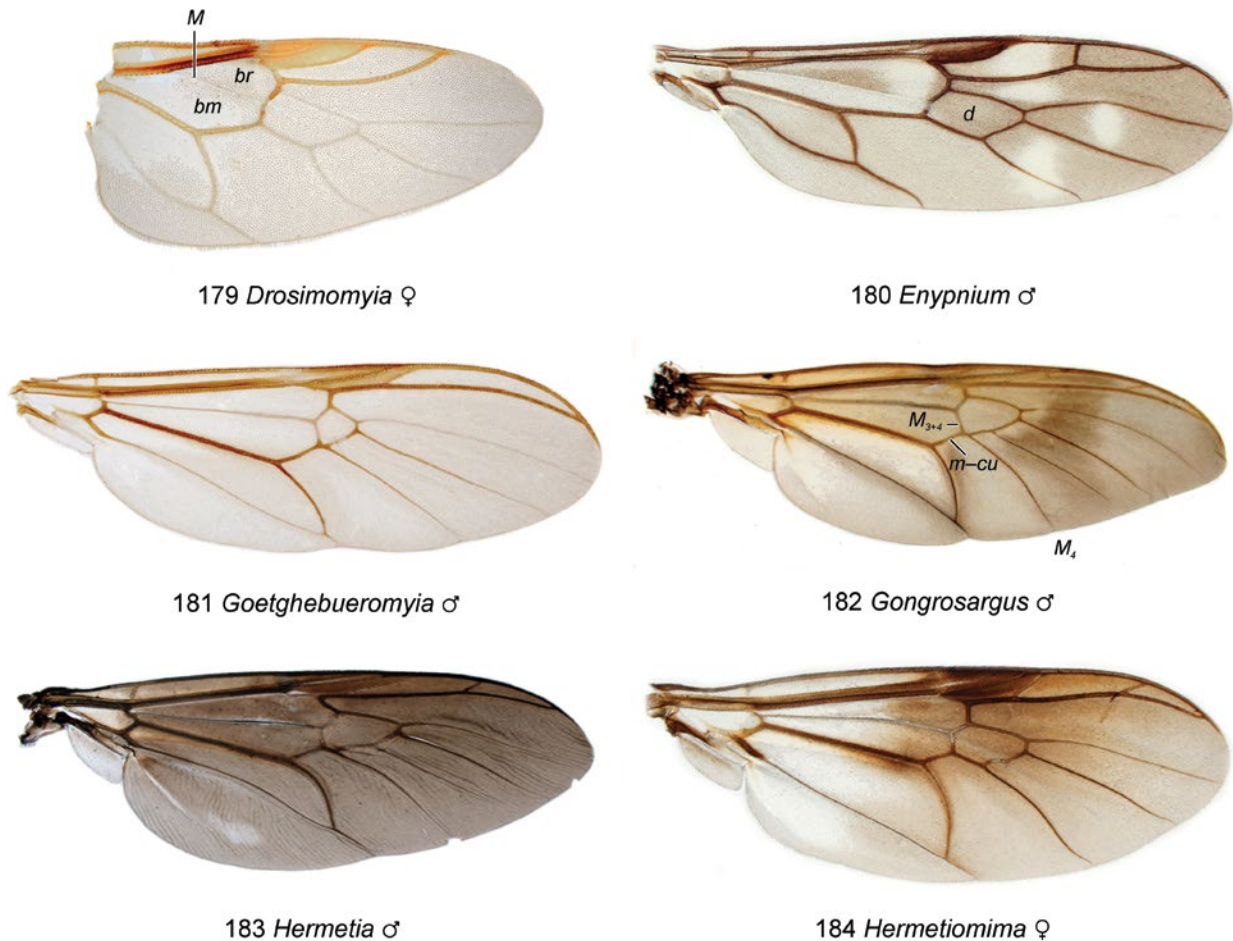 M
br
bm
d
179 Drosimomyia ♀
180 Enypnium ♂
M3+4
m–cu
M4
181 Goetghebueromyia ♂
182 Gongrosargus ♂
183 Hermetia ♂
184 Hermetiomima ♀